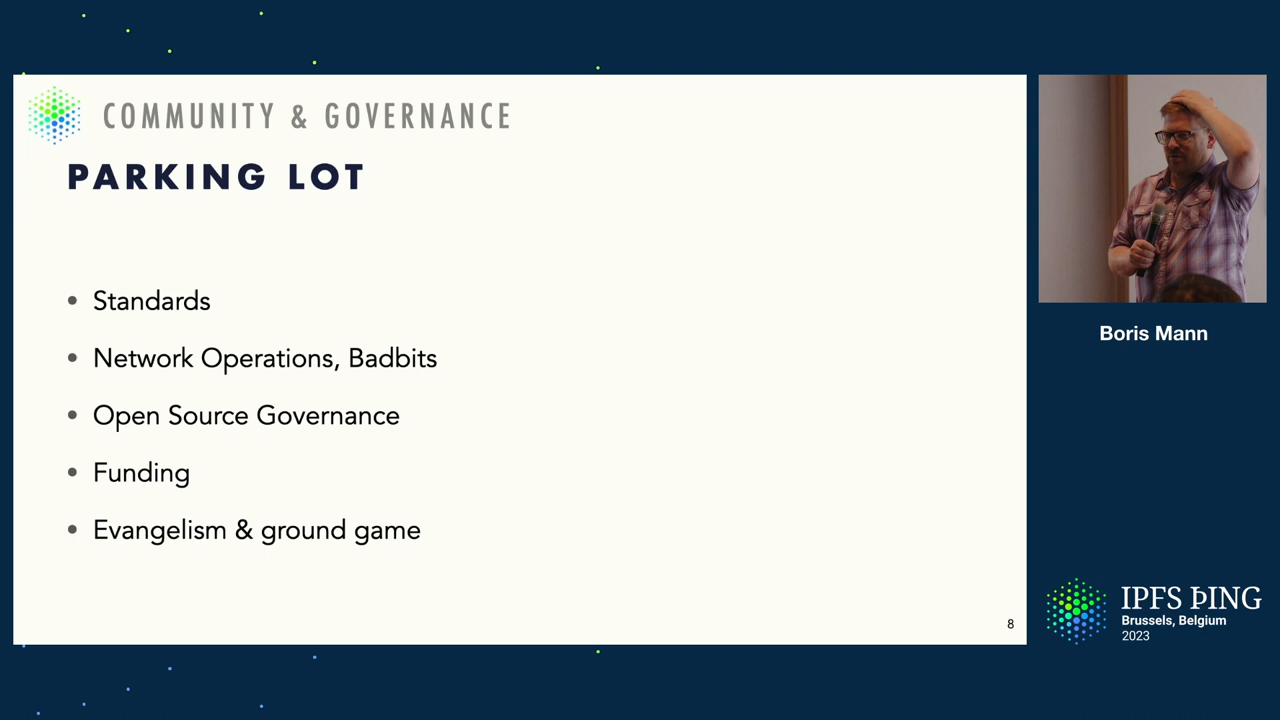 COMMUNITY & GOVERNANCE
PARKING LOT
• Standards
• Network Operations, Badbits
• Open Source Governance
• Funding
• Evangelism & ground game
8
Boris Mann
IPFS ÞING
Brussels, Belgium
2023